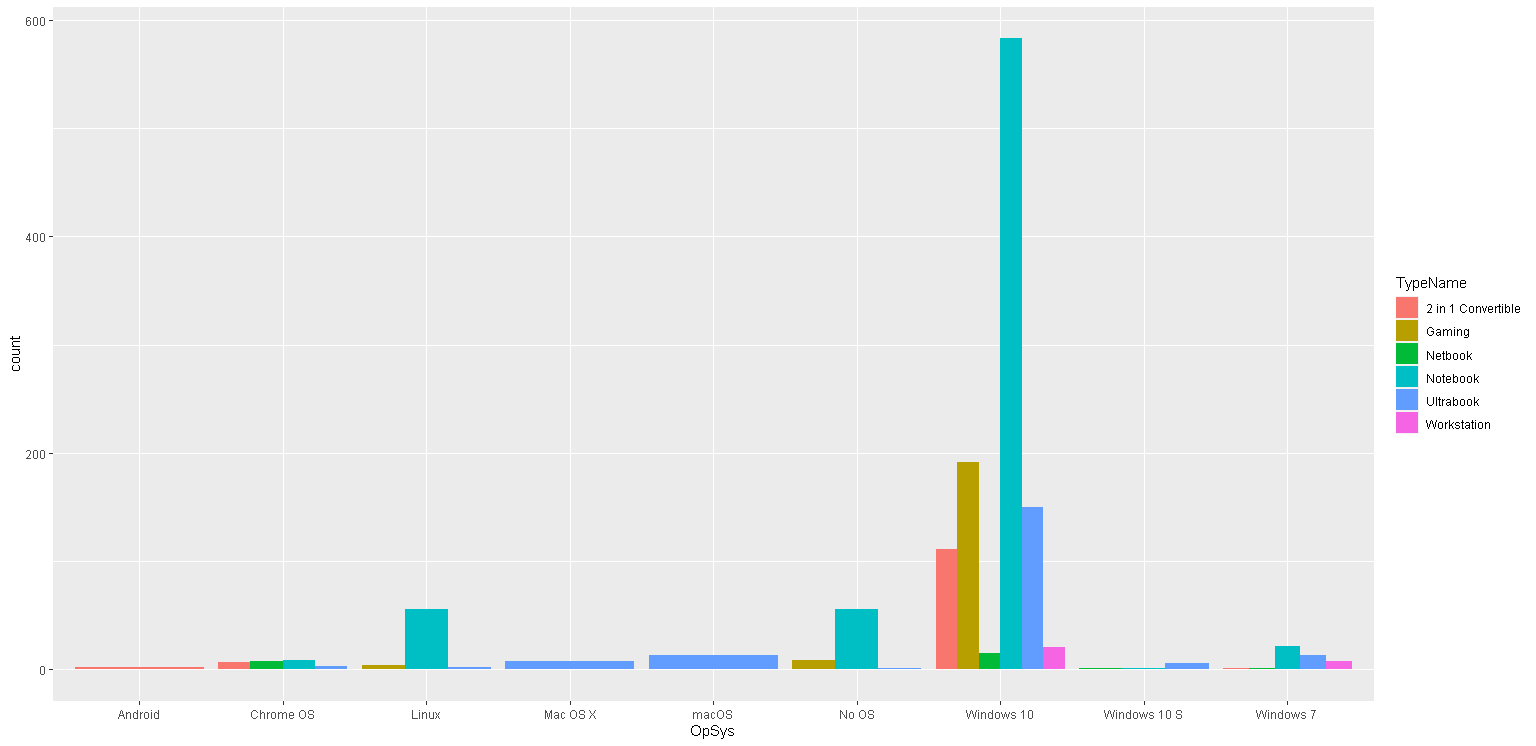 600
400
200
0
count
Android
Chrome OS
Linux
Mac OS X
macOS
No OS
Windows 10
Windows 10 S
Windows 7
OpSys
TypeName
2 in 1 Convertible
Gaming
Netbook
Notebook
Ultrabook
Workstation